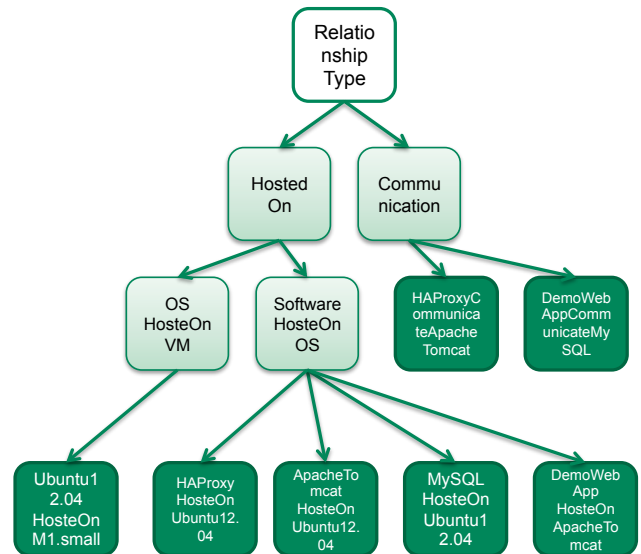 Relatio
nship
Type
Hosted
On
Commu
nication
OS
HosteOn
VM
Software
HosteOn
OS
HAProxyC
ommunica
teApache
Tomcat
DemoWeb
AppComm
unicateMy
SQL
Ubuntu1
2.04
HosteOn
M1.small
HAProxy
HosteOn
Ubuntu12.
04
ApacheTo
mcat
HosteOn
Ubuntu12.
04
MySQL
HosteOn
Ubuntu1
2.04
DemoWeb
App
HosteOn
ApacheTo
mcat